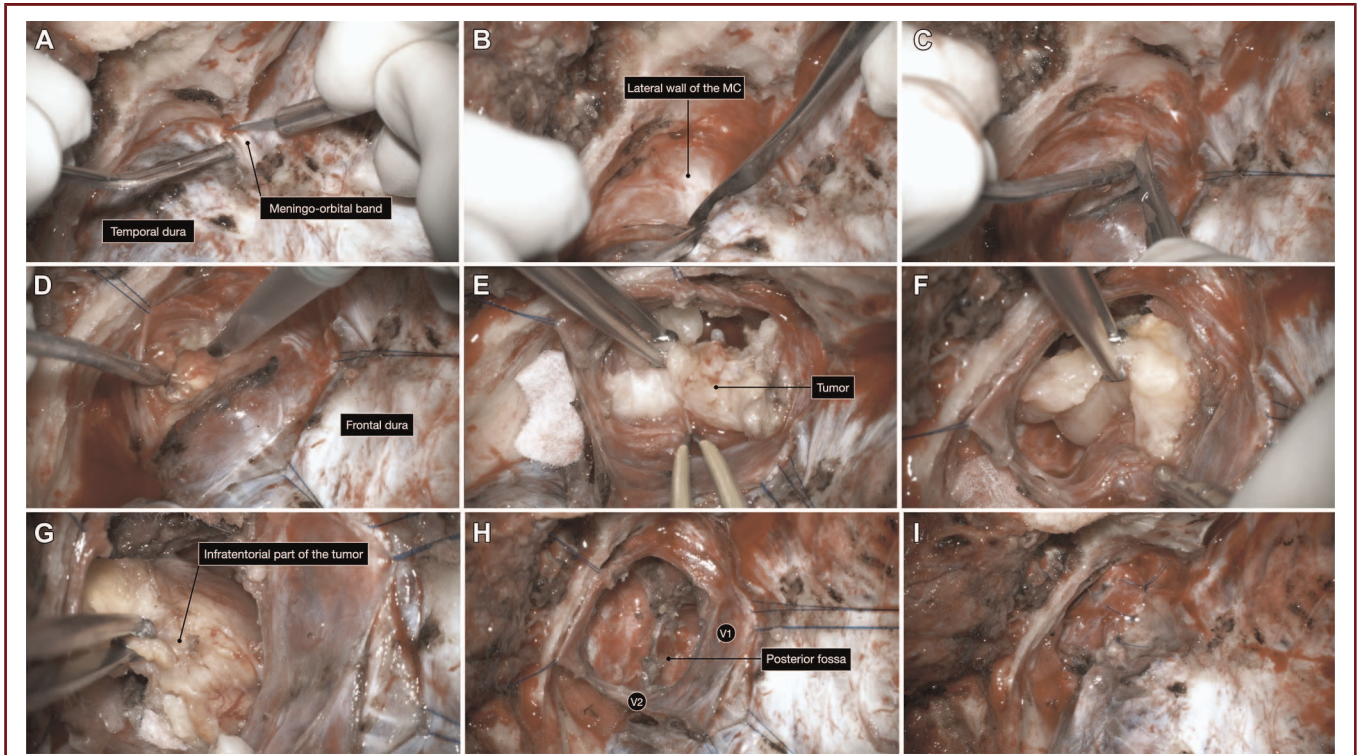 A
Meningo-orbital band
Temporal dura
B
Lateral wall of the MC
C
D
Frontal dura
E
Tumor
F
G
Infratentorial part of the tumor
H
V1
Posterior fossa
V2
I